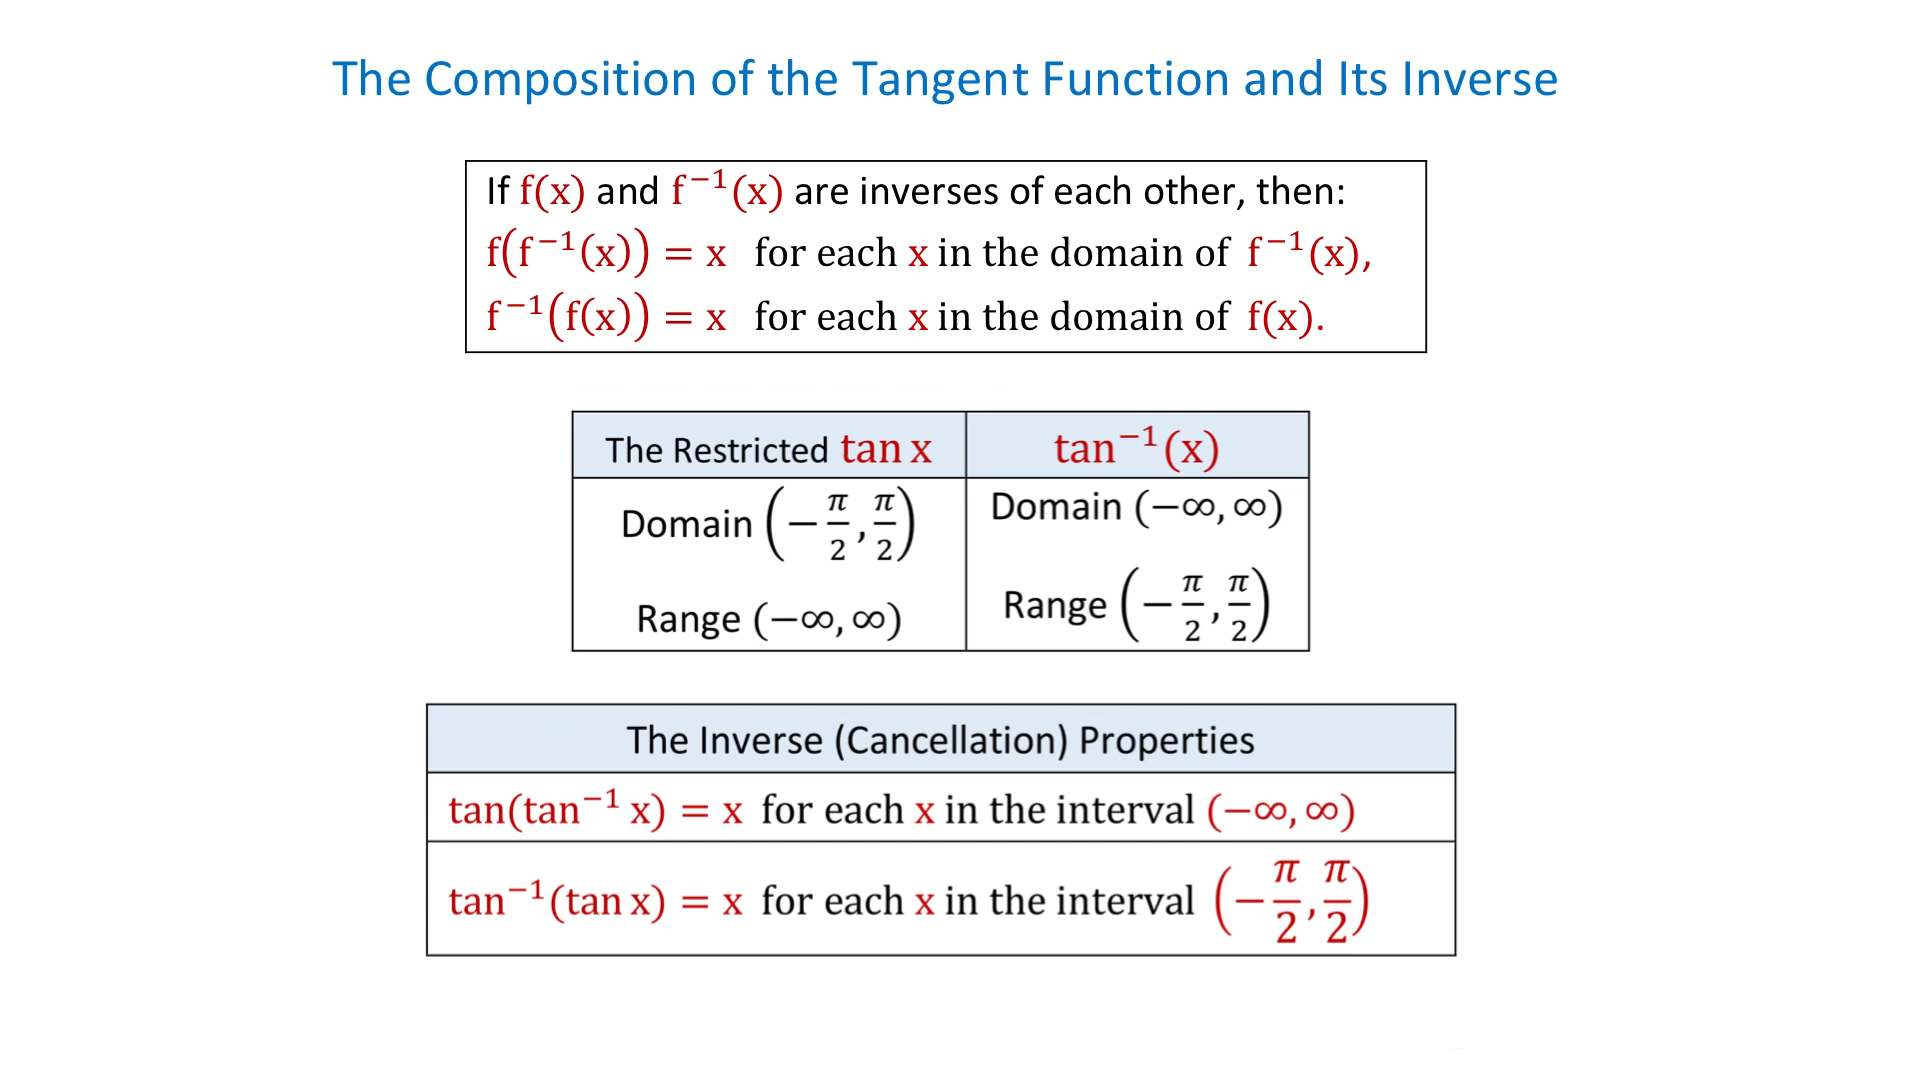 The Composition of the Tangent Function and Its Inverse
If f(x) and f⁻¹(x) are inverses of each other, then:
f(f⁻¹(x)) = x for each x in the domain of f⁻¹(x),
f⁻¹(f(x)) = x for each x in the domain of f(x).
The Restricted tan x
Domain (−π/2, π/2)
Range (−∞, ∞)
tan⁻¹(x)
Domain (−∞, ∞)
Range (−π/2, π/2)
The Inverse (Cancellation) Properties
tan(tan⁻¹ x) = x for each x in the interval (−∞, ∞)
tan⁻¹(tan x) = x for each x in the interval (−π/2, π/2)